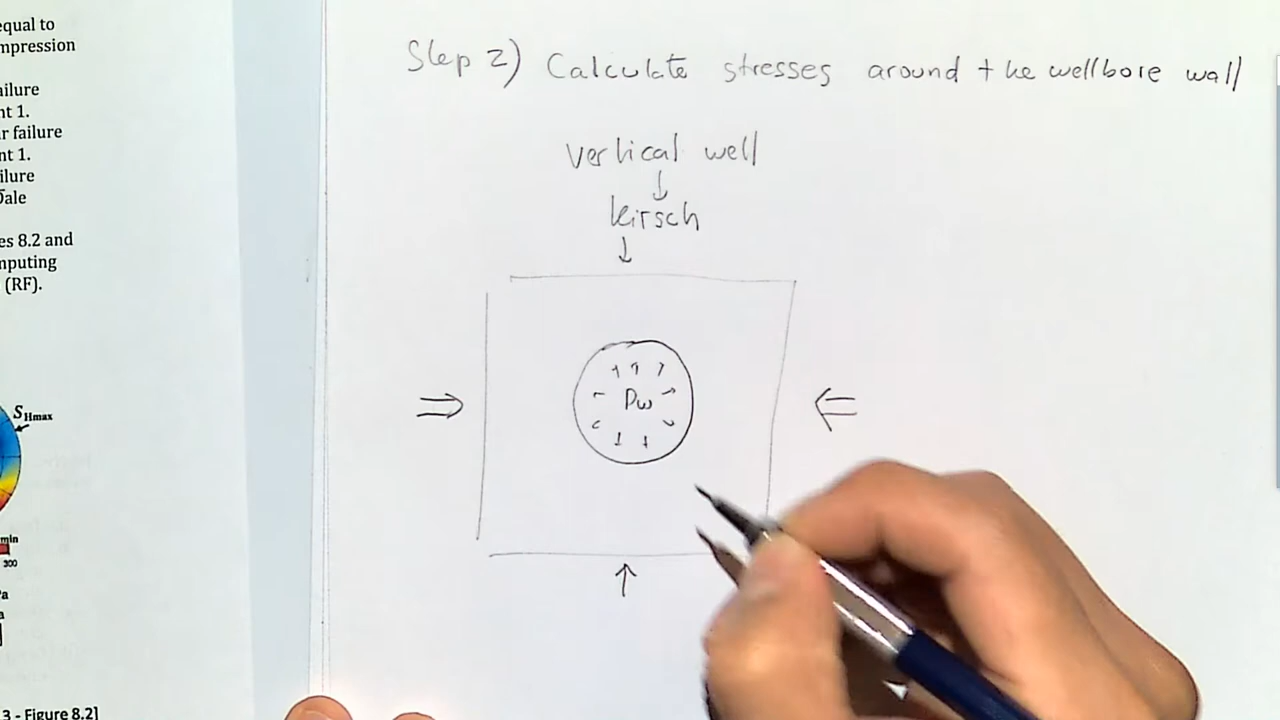 equal to
mpression
ailure
nt 1.
r failure
nt 1.
ilure
Dale
es 8.2 and
mputing
(RF).
SHmax
min
300
a
a
3 - Figure 8.2]
Step 2) Calculate stresses around the wellbore wall
vertical well
↓
kirsch
↓
⇒
Pw
⇐
↑